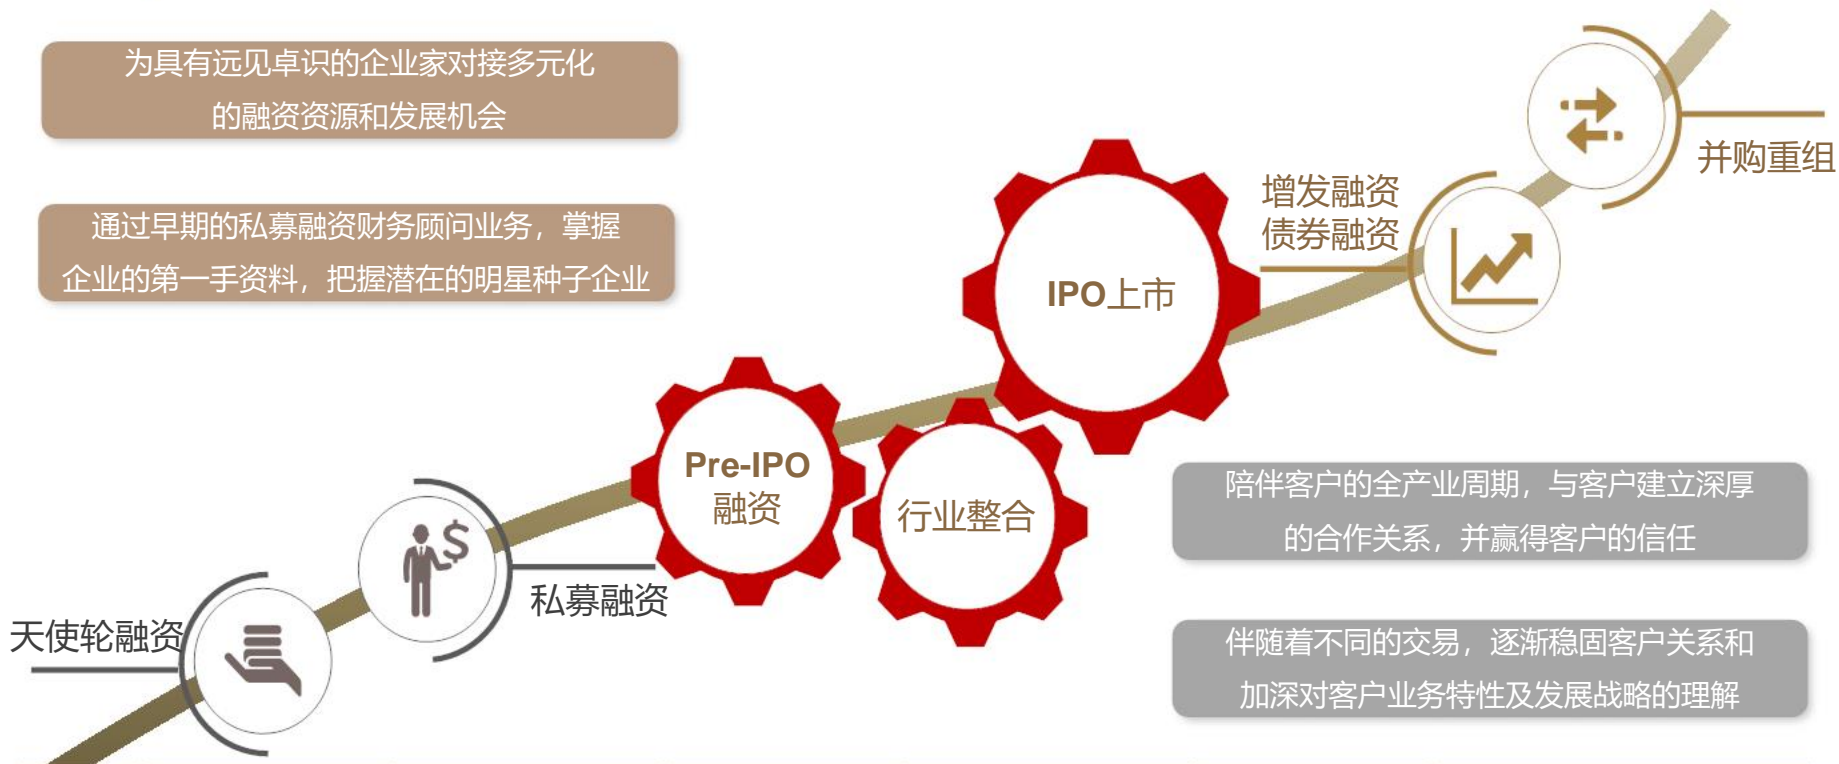 为具有远见卓识的企业家对接多元化
的融资资源和发展机会
通过早期的私募融资财务顾问业务，掌握
企业的第一手资料，把握潜在的明星种子企业
并购重组
增发融资
债券融资
IPO上市
Pre-IPO
融资
行业整合
私募融资
天使轮融资
陪伴客户的全产业周期，与客户建立深厚
的合作关系，并赢得客户的信任
伴随着不同的交易，逐渐稳固客户关系和
加深对客户业务特性及发展战略的理解